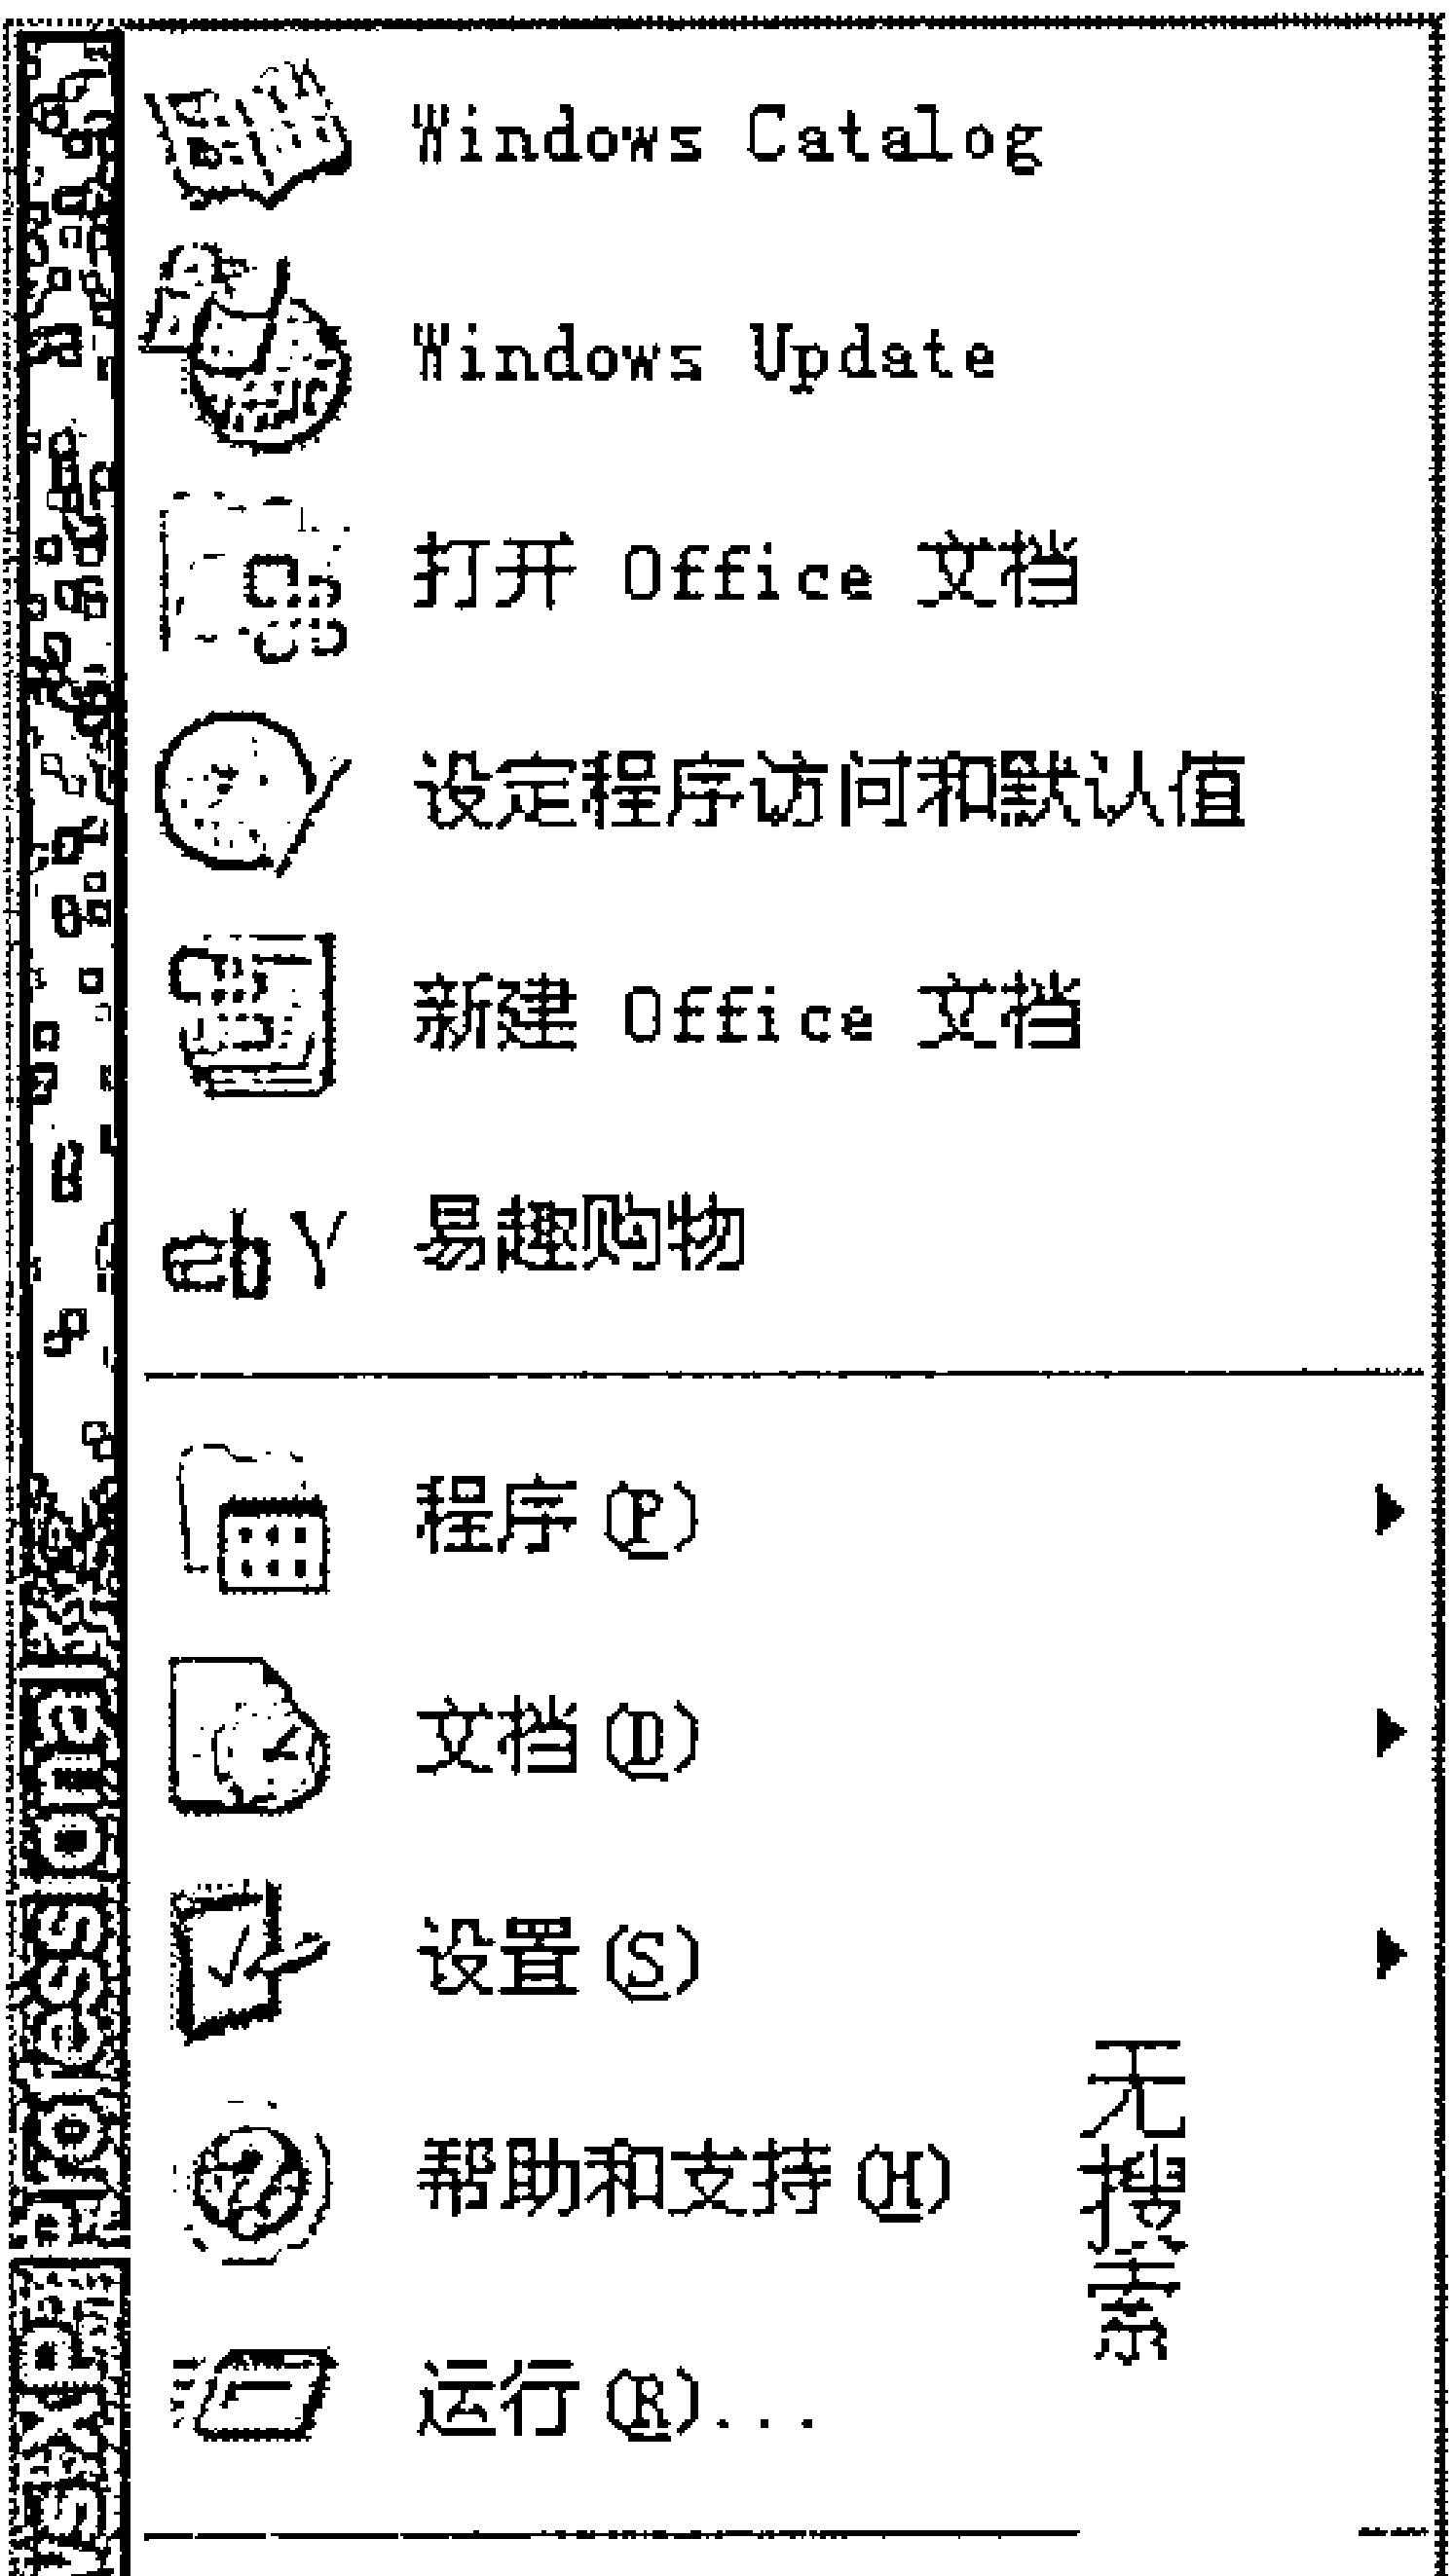 Windows Catalog
Windows Update
打开 Office 文档
设定程序访问和默认值
新建 Office 文档
易趣购物
程序(P)
文档(D)
设置(S)
帮助和支持(H)
运行(R)...
无搜索
s XP Professional